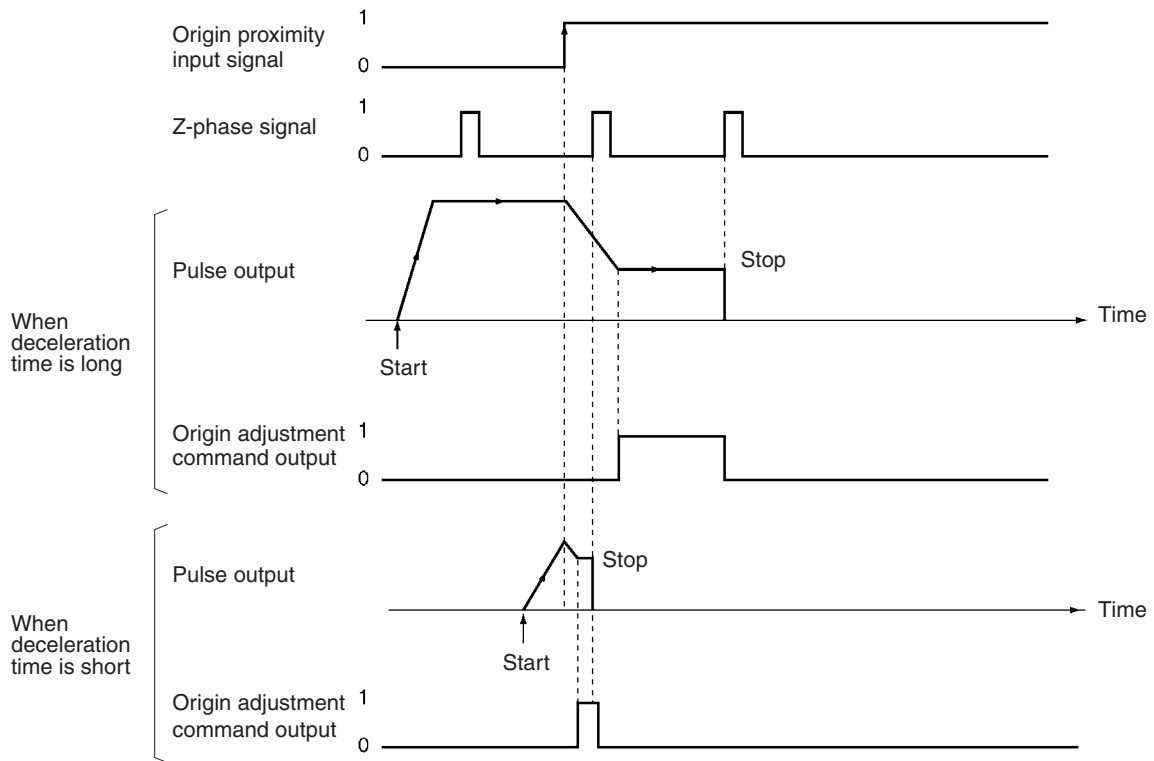 1
Origin proximity
input signal
0
1
Z-phase signal
0
Pulse output
Stop
Time
When
deceleration
time is long
Start
Origin adjustment
command output
1
0
Pulse output
Stop
Time
When
deceleration
time is short
Start
Origin adjustment
command output
1
0